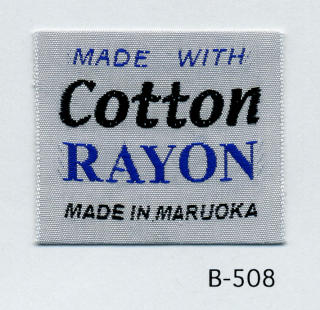 MADE WITH
Cotton
RAYON
MADE IN MARUOKA
B-508